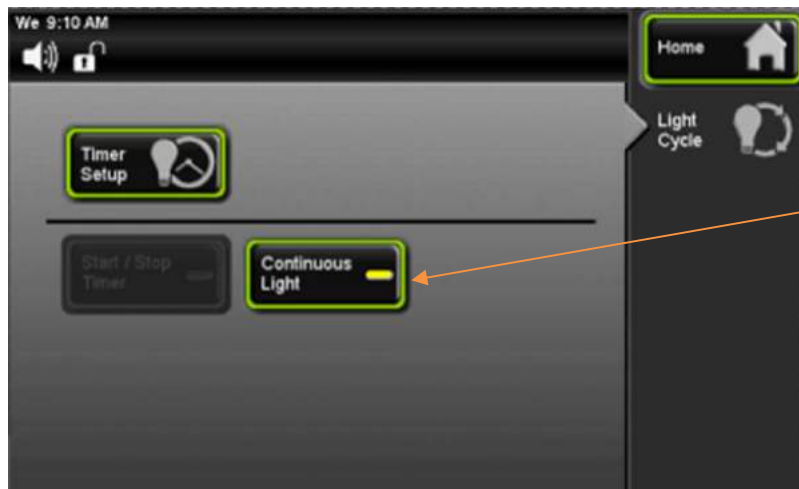 We 9:10 AM
Home
Light
Cycle
Timer
Setup
Start / Stop
Timer
Continuous
Light